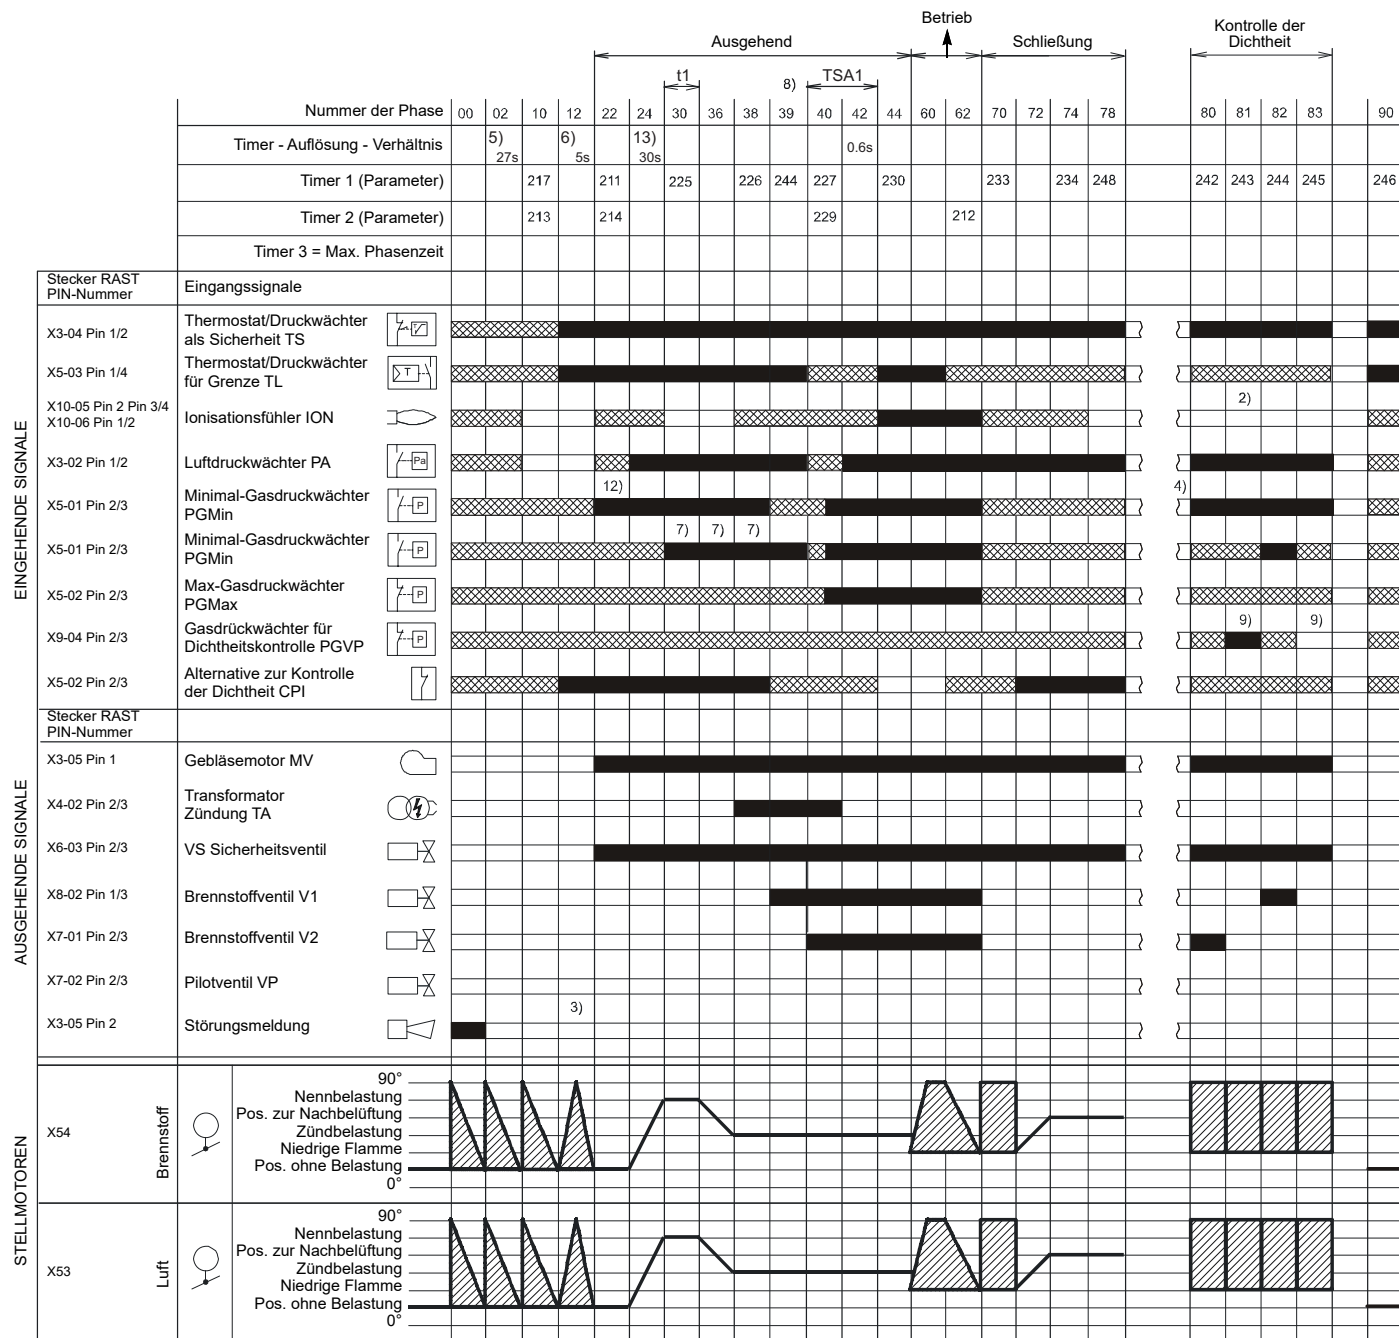 Betrieb
Ausgehend
Schließung
Kontrolle der
Dichtheit
t1
8)
TSA1
Nummer der Phase 00 02 10 12 22 24 30 36 38 39 40 42 44 60 62 70 72 74 78 80 81 82 83 90
Timer - Auflösung - Verhältnis 5) 27s 6) 5s 13) 30s 0.6s
Timer 1 (Parameter) 217 211 225 226 244 227 230 233 234 248 242 243 244 245 246
Timer 2 (Parameter) 213 214 229 212
Timer 3 = Max. Phasenzeit
EINGEHENDE SIGNALE
Stecker RAST
PIN-Nummer
Eingangssignale
X3-04 Pin 1/2
Thermostat/Druckwächter
als Sicherheit TS
X5-03 Pin 1/4
Thermostat/Druckwächter
für Grenze TL
T
2)
X10-05 Pin 2 Pin 3/4
X10-06 Pin 1/2
Ionisationsfühler ION
X3-02 Pin 1/2
Luftdruckwächter PA
Pa
12)
4)
X5-01 Pin 2/3
Minimal-Gasdruckwächter
PGMin
P
7) 7) 7)
X5-01 Pin 2/3
Minimal-Gasdruckwächter
PGMin
P
X5-02 Pin 2/3
Max-Gasdruckwächter
PGMax
P
9) 9)
X9-04 Pin 2/3
Gasdrückwächter für
Dichtheitskontrolle PGVP
P
X5-02 Pin 2/3
Alternative zur Kontrolle
der Dichtheit CPI
AUSGEHENDE SIGNALE
Stecker RAST
PIN-Nummer
X3-05 Pin 1
Gebläsemotor MV
X4-02 Pin 2/3
Transformator
Zündung TA
X6-03 Pin 2/3
VS Sicherheitsventil
X8-02 Pin 1/3
Brennstoffventil V1
X7-01 Pin 2/3
Brennstoffventil V2
X7-02 Pin 2/3
Pilotventil VP
3)
X3-05 Pin 2
Störungsmeldung
STELLMOTOREN
X54
Brennstoff
90°
Nennbelastung
Pos. zur Nachbelüftung
Zündbelastung
Niedrige Flamme
Pos. ohne Belastung
0°
X53
Luft
90°
Nennbelastung
Pos. zur Nachbelüftung
Zündbelastung
Niedrige Flamme
Pos. ohne Belastung
0°